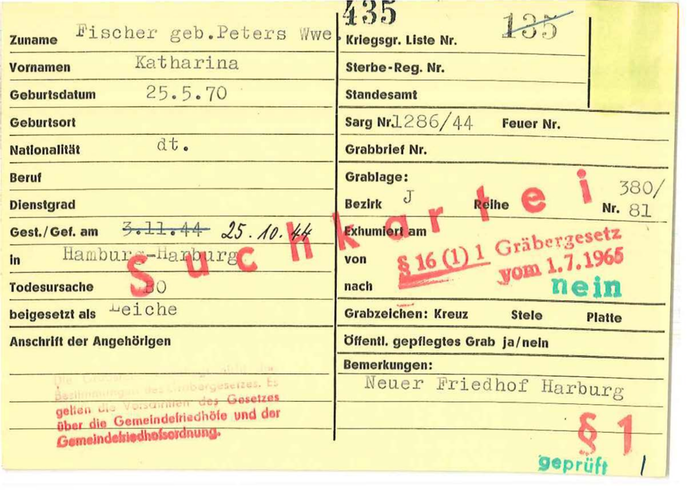 435
Zuname Fischer geb.Peters Wwe
Kriegsgr. Liste Nr. 135
Vornamen Katharina
Sterbe-Reg. Nr.
Geburtsdatum 25.5.70
Standesamt
Geburtsort
Sarg Nr. 1286/44 Feuer Nr.
Nationalität dt.
Grabbrief Nr.
Beruf
Grablage:
Dienstgrad
Bezirk J Reihe Nr. 380/
81
Gest./Gef. am 3.11.44 25.10.44
Exhumiert am
in Hamburg-Harburg
von
Suchkartei
§ 16 (1) 1 Gräbergesetz
vom 1.7.1965
Todesursache
nach nein
beigesetzt als Leiche
Grabzeichen: Kreuz Stele Platte
Anschrift der Angehörigen
Öffentl. gepflegtes Grab ja/nein
Bemerkungen:
Neuer Friedhof Harburg
Bestimmungen des Gräbergesetzes. Es
gelten die Vorschriften des Gesetzes
über die Gemeindefriedhöfe und der
Gemeindefriedhofsordnung.
§ 1
geprüft